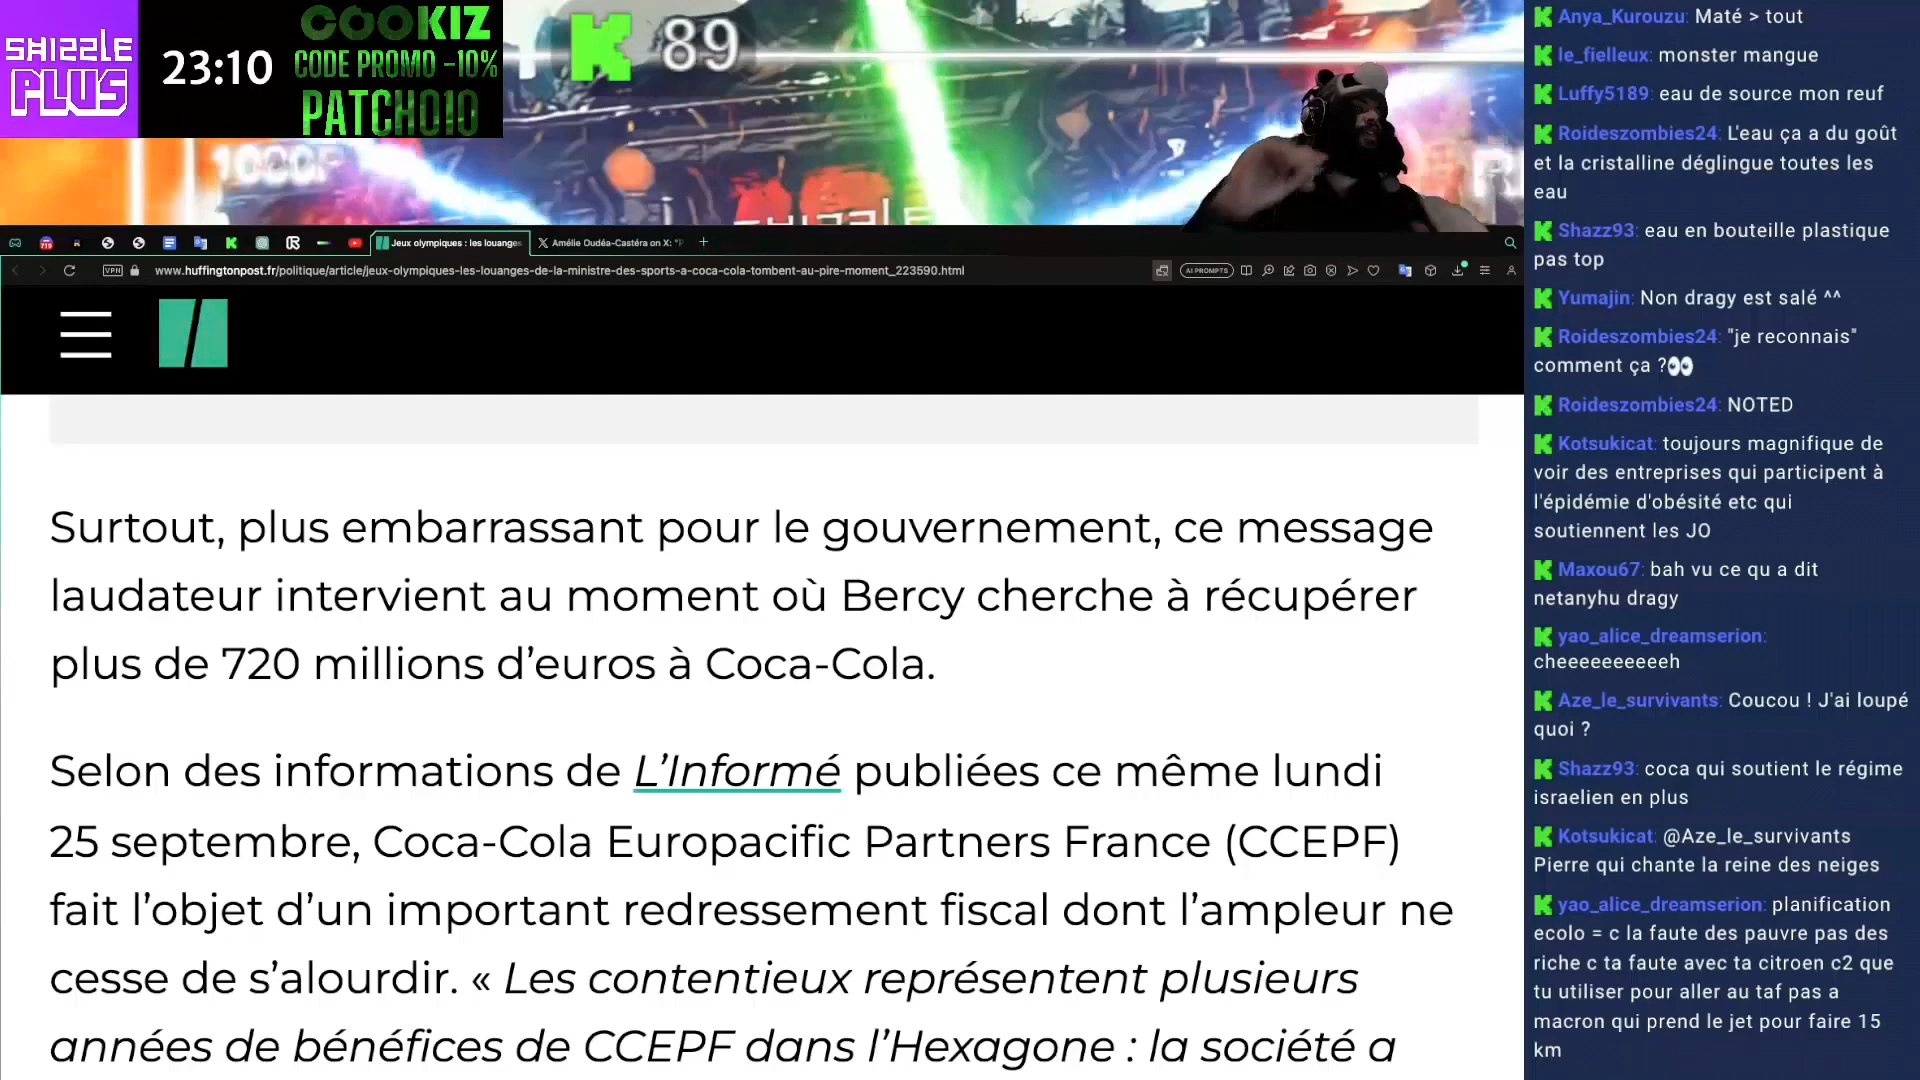 SHIZZLE
PLUS
23:10
COOKIZ
CODE PROMO -10%
PATCHO10
89
1000P
719
Jeux olympiques : les louanges
Amélie Oudéa-Castéra on X: "P
VPN
www.huffingtonpost.fr/politique/article/jeux-olympiques-les-louanges-de-la-ministre-des-sports-a-coca-cola-tombent-au-pire-moment_223590.html
AI PROMPTS
Surtout, plus embarrassant pour le gouvernement, ce message
laudateur intervient au moment où Bercy cherche à récupérer
plus de 720 millions d’euros à Coca-Cola.
Selon des informations de L’Informé publiées ce même lundi
25 septembre, Coca-Cola Europacific Partners France (CCEPF)
fait l’objet d’un important redressement fiscal dont l’ampleur ne
cesse de s’alourdir. « Les contentieux représentent plusieurs
années de bénéfices de CCEPF dans l’Hexagone : la société a
Anya_Kurouzu: Maté > tout
le_fielleux: monster mangue
Luffy5189: eau de source mon reuf
Roideszombies24: L'eau ça a du goût
et la cristalline déglingue toutes les
eau
Shazz93: eau en bouteille plastique
pas top
Yumajin: Non dragy est salé ^^
Roideszombies24: "je reconnais"
comment ça ?👀
Roideszombies24: NOTED
Kotsukicat: toujours magnifique de
voir des entreprises qui participent à
l'épidémie d'obésité etc qui
soutiennent les JO
Maxou67: bah vu ce qu a dit
netanyhu dragy
yao_alice_dreamserion:
cheeeeeeeeeeh
Aze_le_survivants: Coucou ! J'ai loupé
quoi ?
Shazz93: coca qui soutient le régime
israelien en plus
Kotsukicat: @Aze_le_survivants
Pierre qui chante la reine des neiges
yao_alice_dreamserion: planification
ecolo = c la faute des pauvre pas des
riche c ta faute avec ta citroen c2 que
tu utiliser pour aller au taf pas a
macron qui prend le jet pour faire 15
km